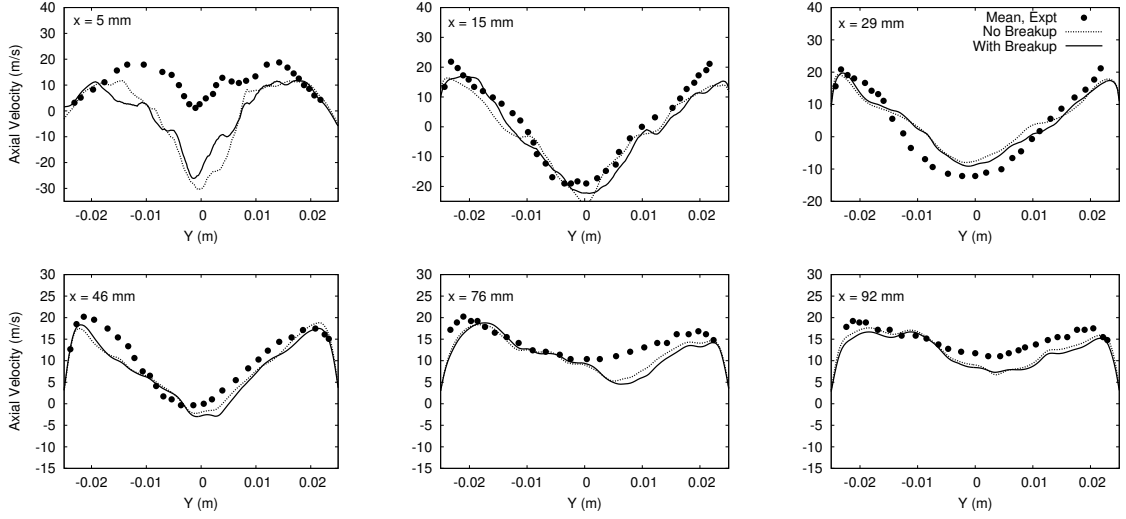 x = 5 mm
Axial Velocity (m/s)
40
30
20
10
0
-10
-20
-30
-0.02 -0.01 0 0.01 0.02
Y (m)
x = 15 mm
40
30
20
10
0
-10
-20
-0.02 -0.01 0 0.01 0.02
Y (m)
x = 29 mm
Mean, Expt
No Breakup
With Breakup
40
30
20
10
0
-10
-20
-0.02 -0.01 0 0.01 0.02
Y (m)
x = 46 mm
Axial Velocity (m/s)
30
25
20
15
10
5
0
-5
-10
-15
-0.02 -0.01 0 0.01 0.02
Y (m)
x = 76 mm
30
25
20
15
10
5
0
-5
-10
-15
-0.02 -0.01 0 0.01 0.02
Y (m)
x = 92 mm
30
25
20
15
10
5
0
-5
-10
-15
-0.02 -0.01 0 0.01 0.02
Y (m)